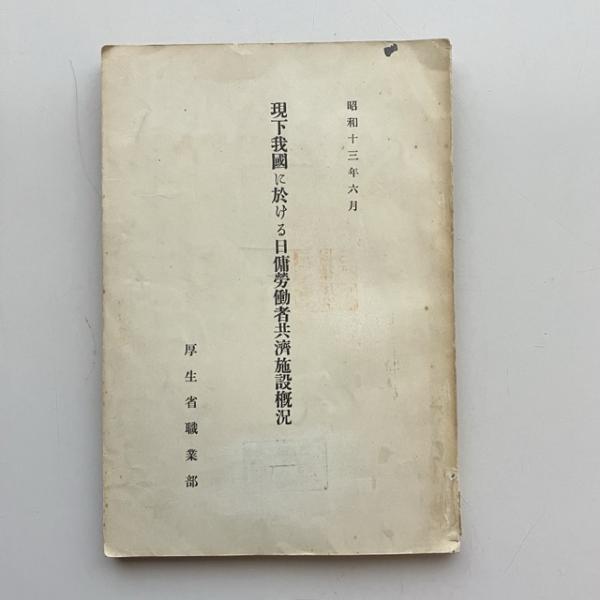 昭和十三年六月
現下我國に於ける日傭勞働者共濟施設概況
厚生省職業部